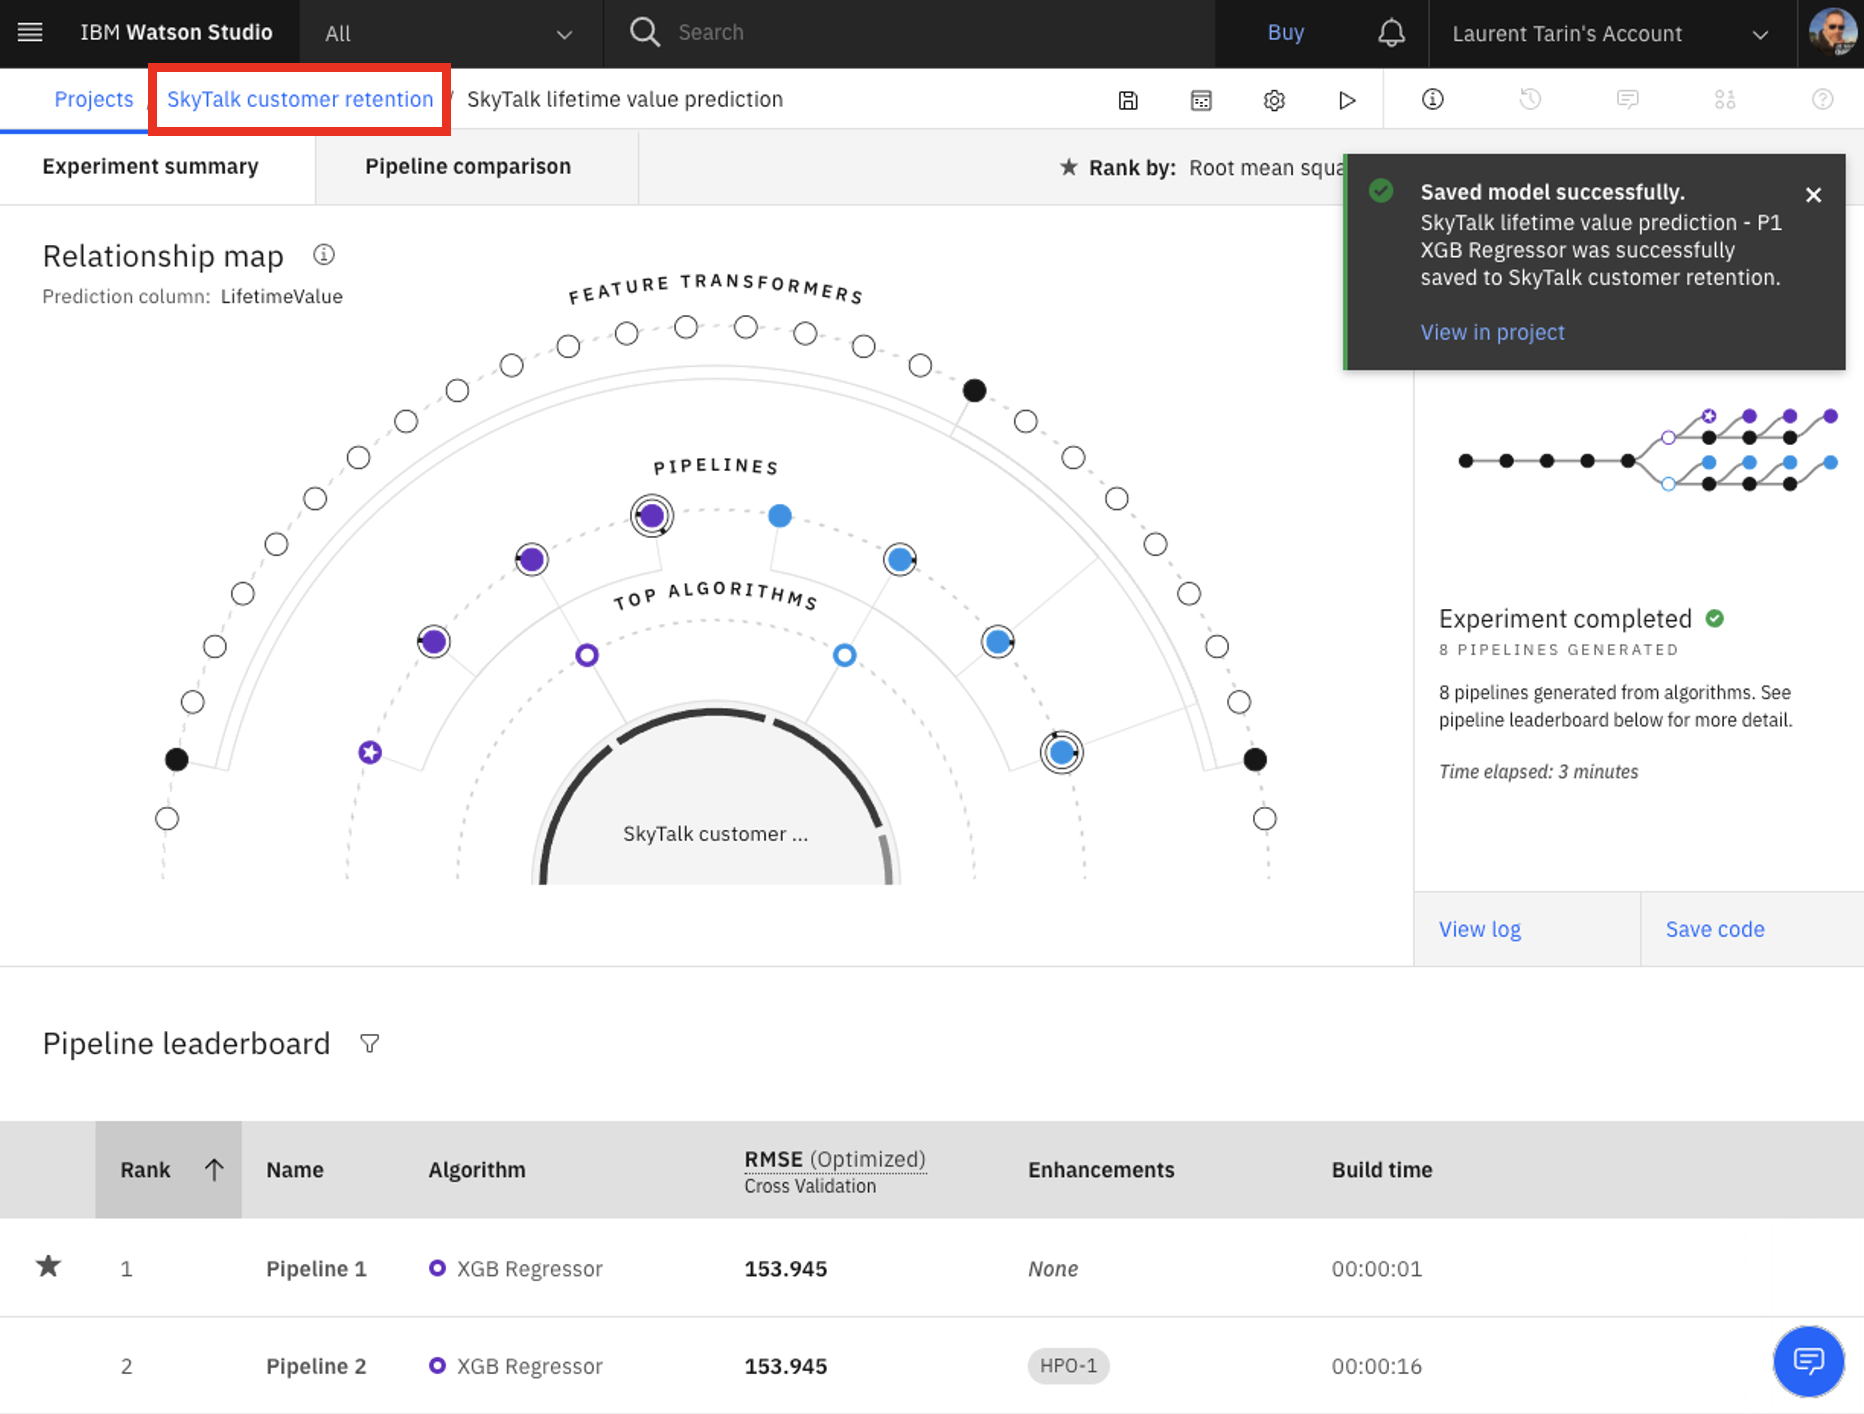 IBM Watson Studio
All
Search
Buy
Laurent Tarin's Account
Projects / SkyTalk customer retention / SkyTalk lifetime value prediction
Experiment summary
Pipeline comparison
Rank by: Root mean squa
Saved model successfully.
SkyTalk lifetime value prediction - P1
XGB Regressor was successfully
saved to SkyTalk customer retention.
View in project
Relationship map
Prediction column: LifetimeValue
FEATURE TRANSFORMERS
PIPELINES
TOP ALGORITHMS
SkyTalk customer ...
Experiment completed
8 PIPELINES GENERATED
8 pipelines generated from algorithms. See
pipeline leaderboard below for more detail.
Time elapsed: 3 minutes
View log
Save code
Pipeline leaderboard
Rank
Name
Algorithm
RMSE (Optimized)
Cross Validation
Enhancements
Build time
1 Pipeline 1 XGB Regressor 153.945 None 00:00:01
2 Pipeline 2 XGB Regressor 153.945 HPO-1 00:00:16